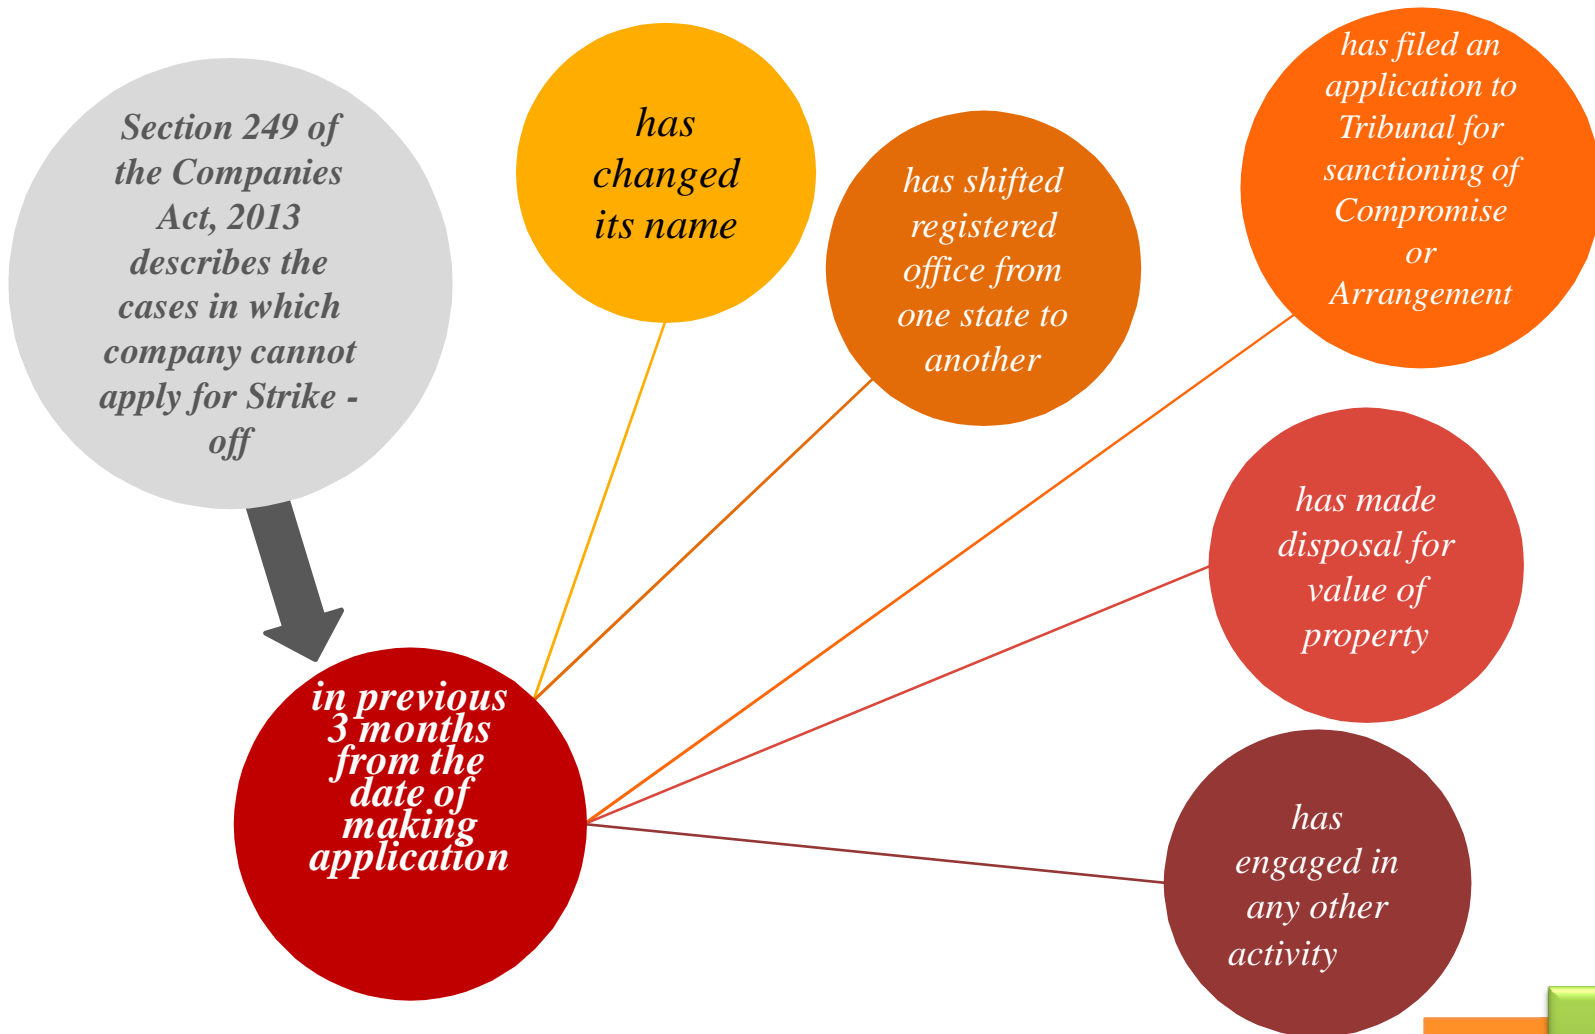 Section 249 of
the Companies
Act, 2013
describes the
cases in which
company cannot
apply for Strike -
off
has
changed
its name
has shifted
registered
office from
one state to
another
has filed an
application to
Tribunal for
sanctioning of
Compromise
or
Arrangement
has made
disposal for
value of
property
has
engaged in
any other
activity
in previous
3 months
from the
date of
making
application